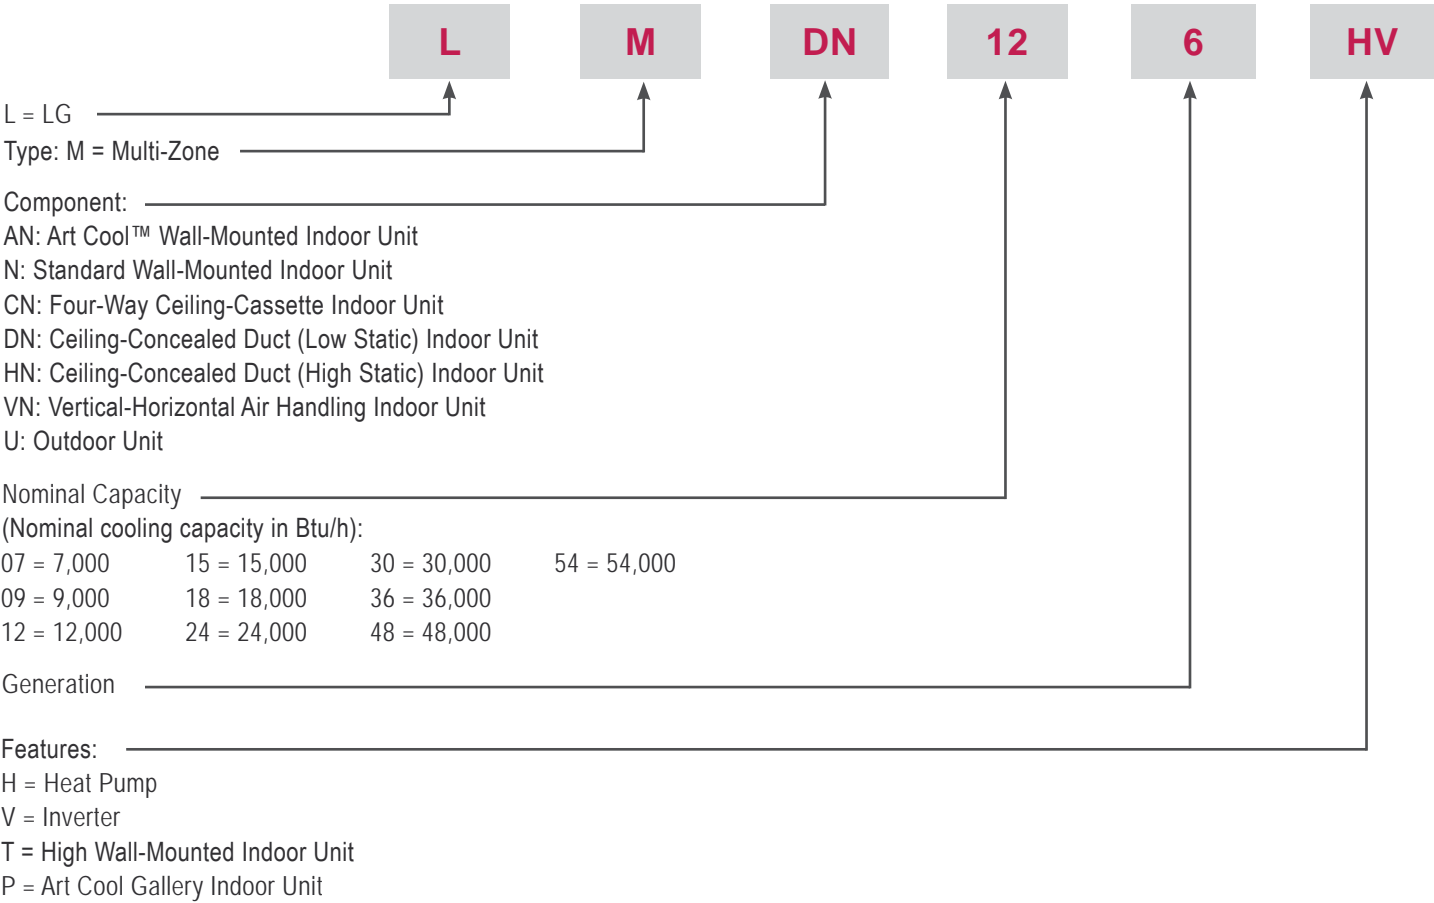 L M DN 12 6 HV
L = LG
Type: M = Multi-Zone
Component:
AN: Art Cool™ Wall-Mounted Indoor Unit
N: Standard Wall-Mounted Indoor Unit
CN: Four-Way Ceiling-Cassette Indoor Unit
DN: Ceiling-Concealed Duct (Low Static) Indoor Unit
HN: Ceiling-Concealed Duct (High Static) Indoor Unit
VN: Vertical-Horizontal Air Handling Indoor Unit
U: Outdoor Unit
Nominal Capacity
(Nominal cooling capacity in Btu/h):
07 = 7,000 15 = 15,000 30 = 30,000 54 = 54,000
09 = 9,000 18 = 18,000 36 = 36,000
12 = 12,000 24 = 24,000 48 = 48,000
Generation
Features:
H = Heat Pump
V = Inverter
T = High Wall-Mounted Indoor Unit
P = Art Cool Gallery Indoor Unit